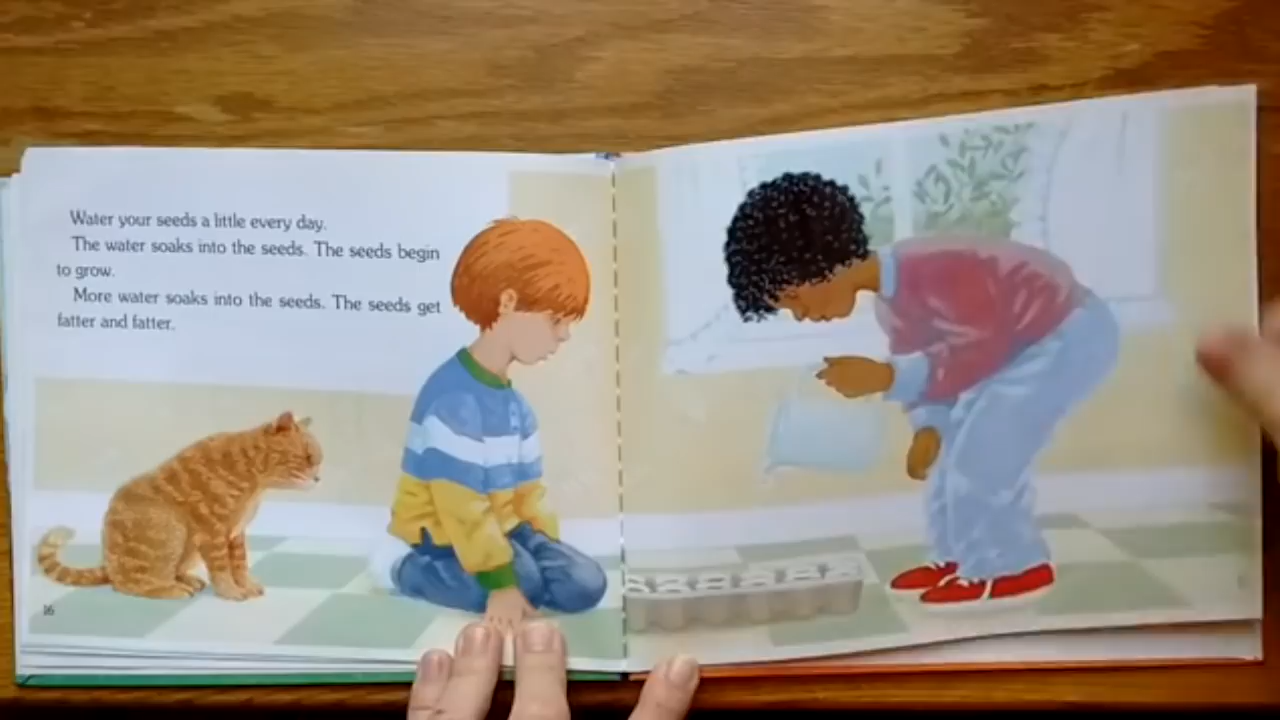 Water your seeds a little every day.
The water soaks into the seeds. The seeds begin
to grow.
More water soaks into the seeds. The seeds get
fatter and fatter.
16